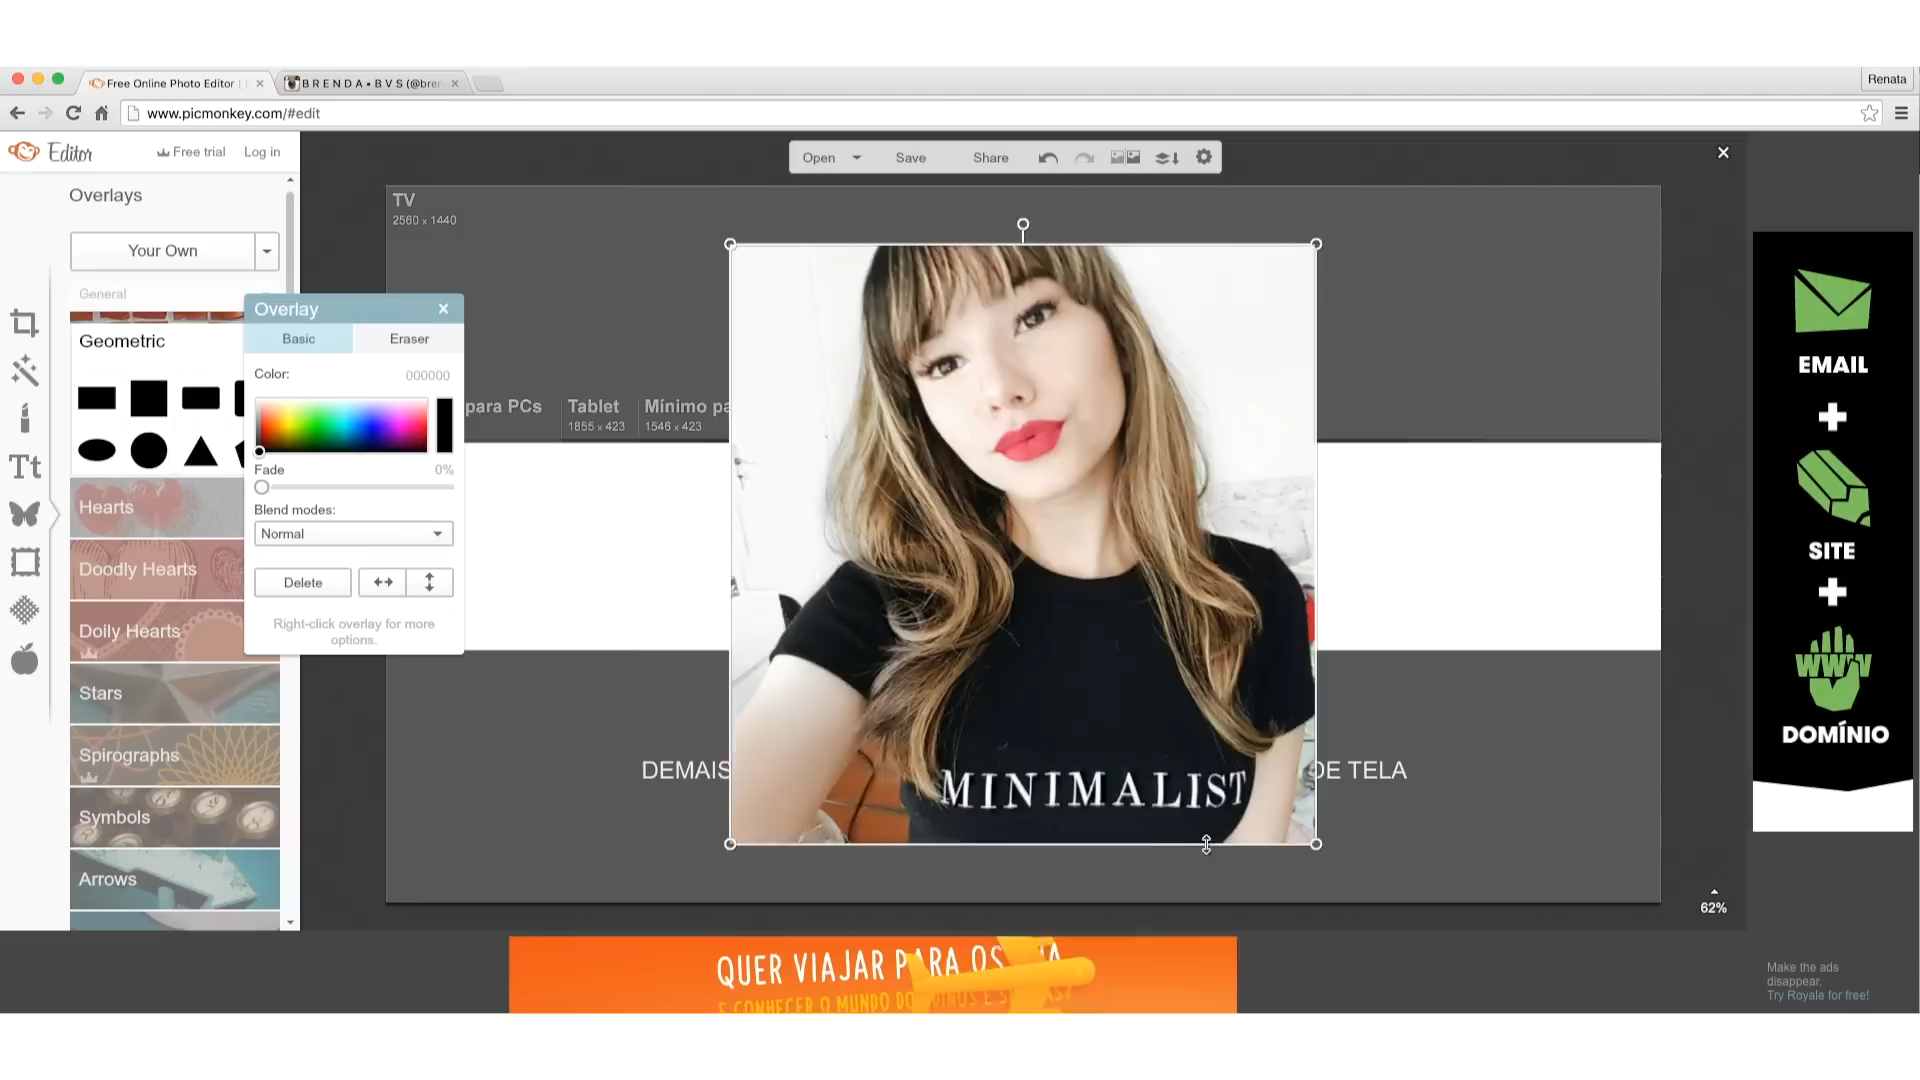 Free Online Photo Editor |
B R E N D A • B V S (@bren
Renata
www.picmonkey.com/#edit
Editor
Free trial
Log in
Open
Save
Share
Overlays
Your Own
General
Geometric
Hearts
Doodly Hearts
Doily Hearts
Stars
Spirographs
Symbols
Arrows
Overlay
Basic
Eraser
Color:
000000
Fade
0%
Blend modes:
Normal
Delete
Right-click overlay for more
options.
TV
2560 x 1440
para PCs
Tablet
1855 x 423
Mínimo pa
1546 x 423
MINIMALIST
DEMAIS
DE TELA
62%
EMAIL
+
SITE
+
WWW
DOMÍNIO
QUER VIAJAR PARA OS
E CONHECER O MUNDO DO
Make the ads
disappear.
Try Royale for free!